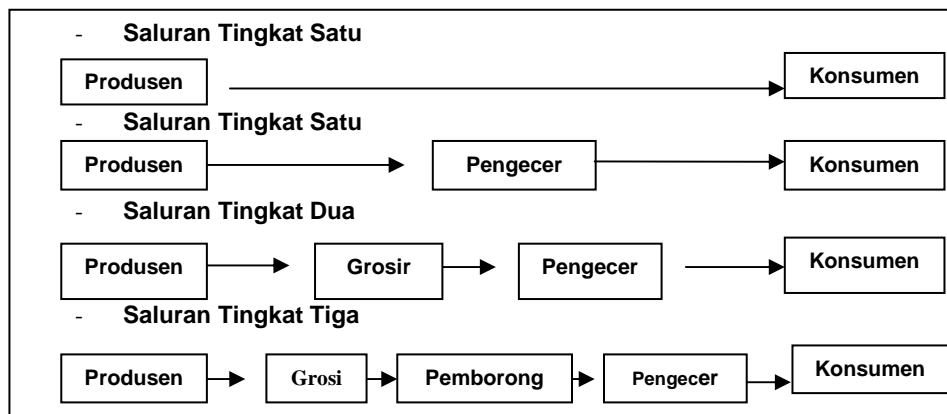 - Saluran Tingkat Satu
Produsen Konsumen
- Saluran Tingkat Satu
Produsen Pengecer Konsumen
- Saluran Tingkat Dua
Produsen Grosir Pengecer Konsumen
- Saluran Tingkat Tiga
Produsen Grosi Pemborong Pengecer Konsumen